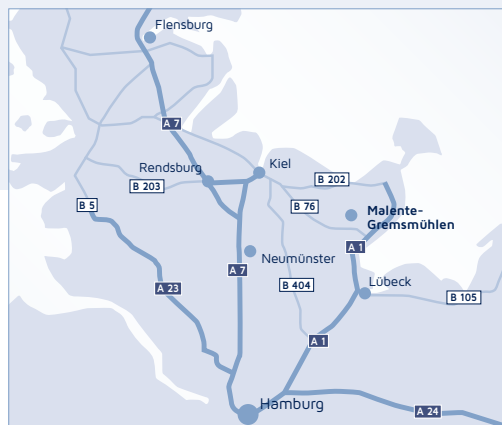 Flensburg
A 7
Rendsburg
Kiel
B 203
B 202
B 5
B 76
Malente-
Gremsmühlen
A 1
Neumünster
A 7
A 23
B 404
Lübeck
B 105
A 1
Hamburg
A 24